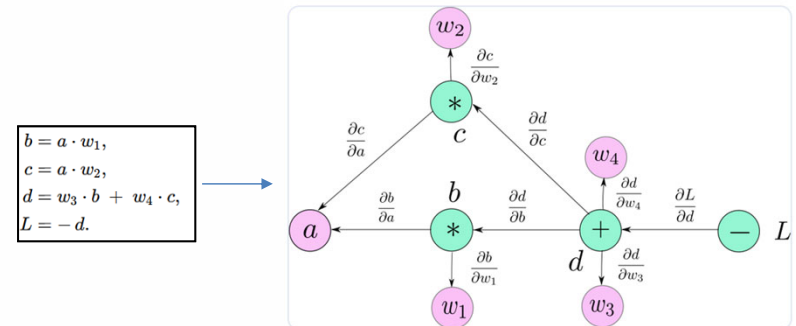 b = a · w₁,
c = a · w₂,
d = w₃ · b + w₄ · c,
L = −d.
w₂
∂c/∂w₂
*
c
∂c/∂a
∂d/∂c
w₄
∂d/∂w₄
b
∂b/∂a
∂d/∂b
∂L/∂d
a
*
+
−
L
d
∂b/∂w₁
∂d/∂w₃
w₁
w₃